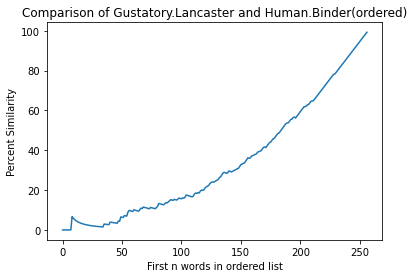 Comparison of Gustatory.Lancaster and Human.Binder(ordered)
100
80
60
40
20
0
Percent Similarity
0 50 100 150 200 250
First n words in ordered list